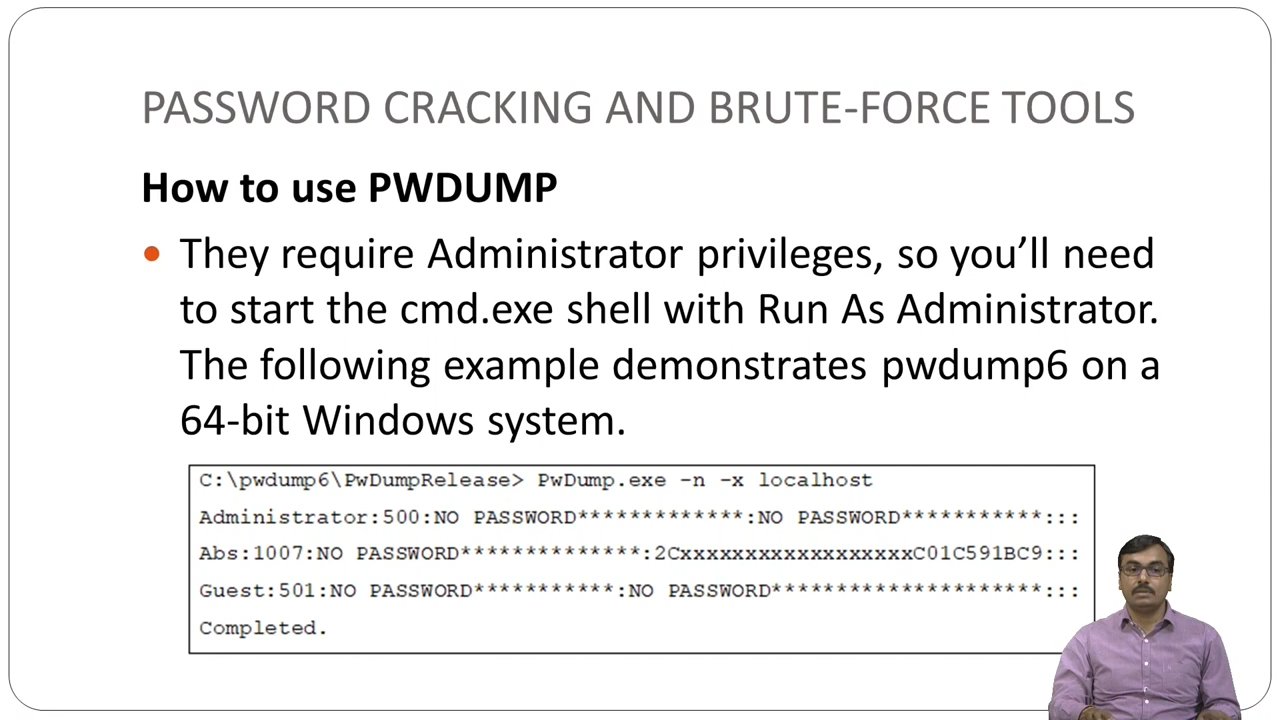 PASSWORD CRACKING AND BRUTE-FORCE TOOLS
How to use PWDUMP
• They require Administrator privileges, so you’ll need
to start the cmd.exe shell with Run As Administrator.
The following example demonstrates pwdump6 on a
64-bit Windows system.
C:\pwdump6\PwDumpRelease> PwDump.exe -n -x localhost
Administrator:500:NO PASSWORD*************:NO PASSWORD***********:::
Abs:1007:NO PASSWORD**************:2CxxxxxxxxxxxxxxxxxxC01C591BC9:::
Guest:501:NO PASSWORD***********:NO PASSWORD*********************:::
Completed.